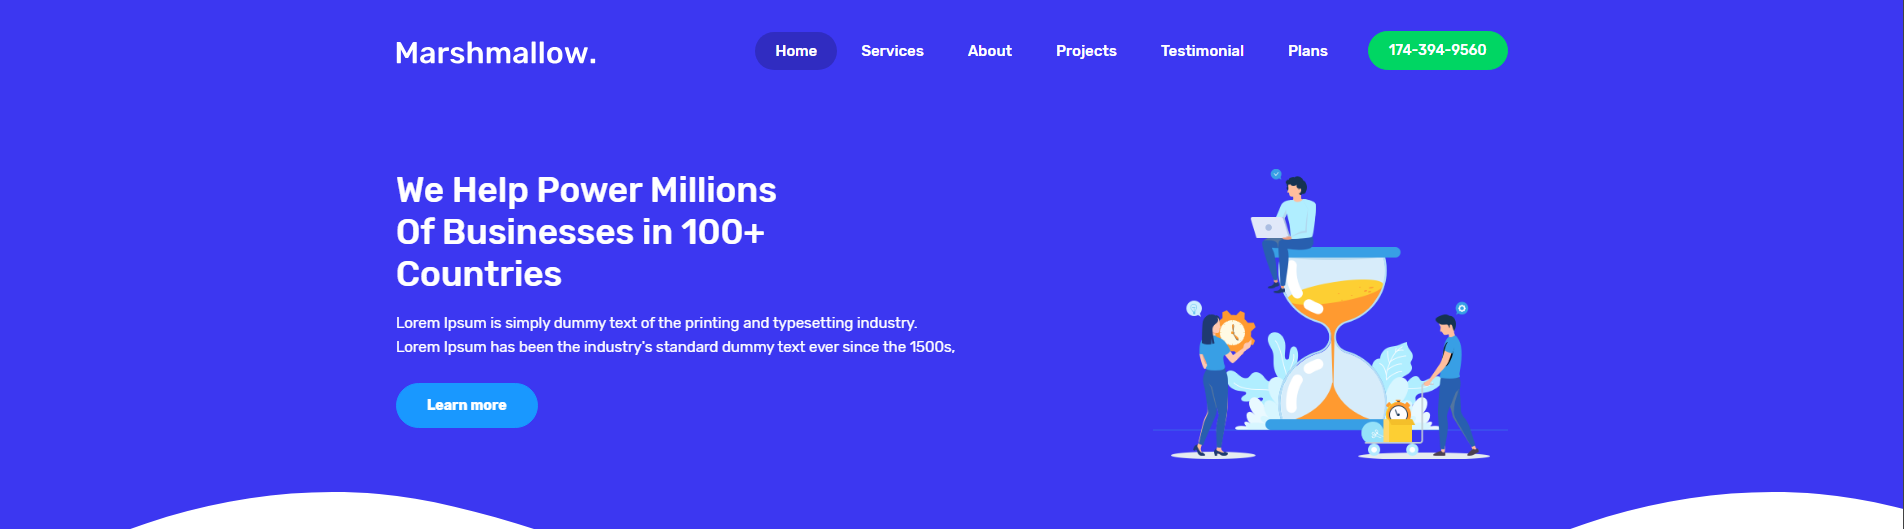 Marshmallow.
Home Services About Projects Testimonial Plans 174-394-9560
We Help Power Millions
Of Businesses in 100+
Countries
Lorem Ipsum is simply dummy text of the printing and typesetting industry.
Lorem Ipsum has been the industry's standard dummy text ever since the 1500s,
Learn more